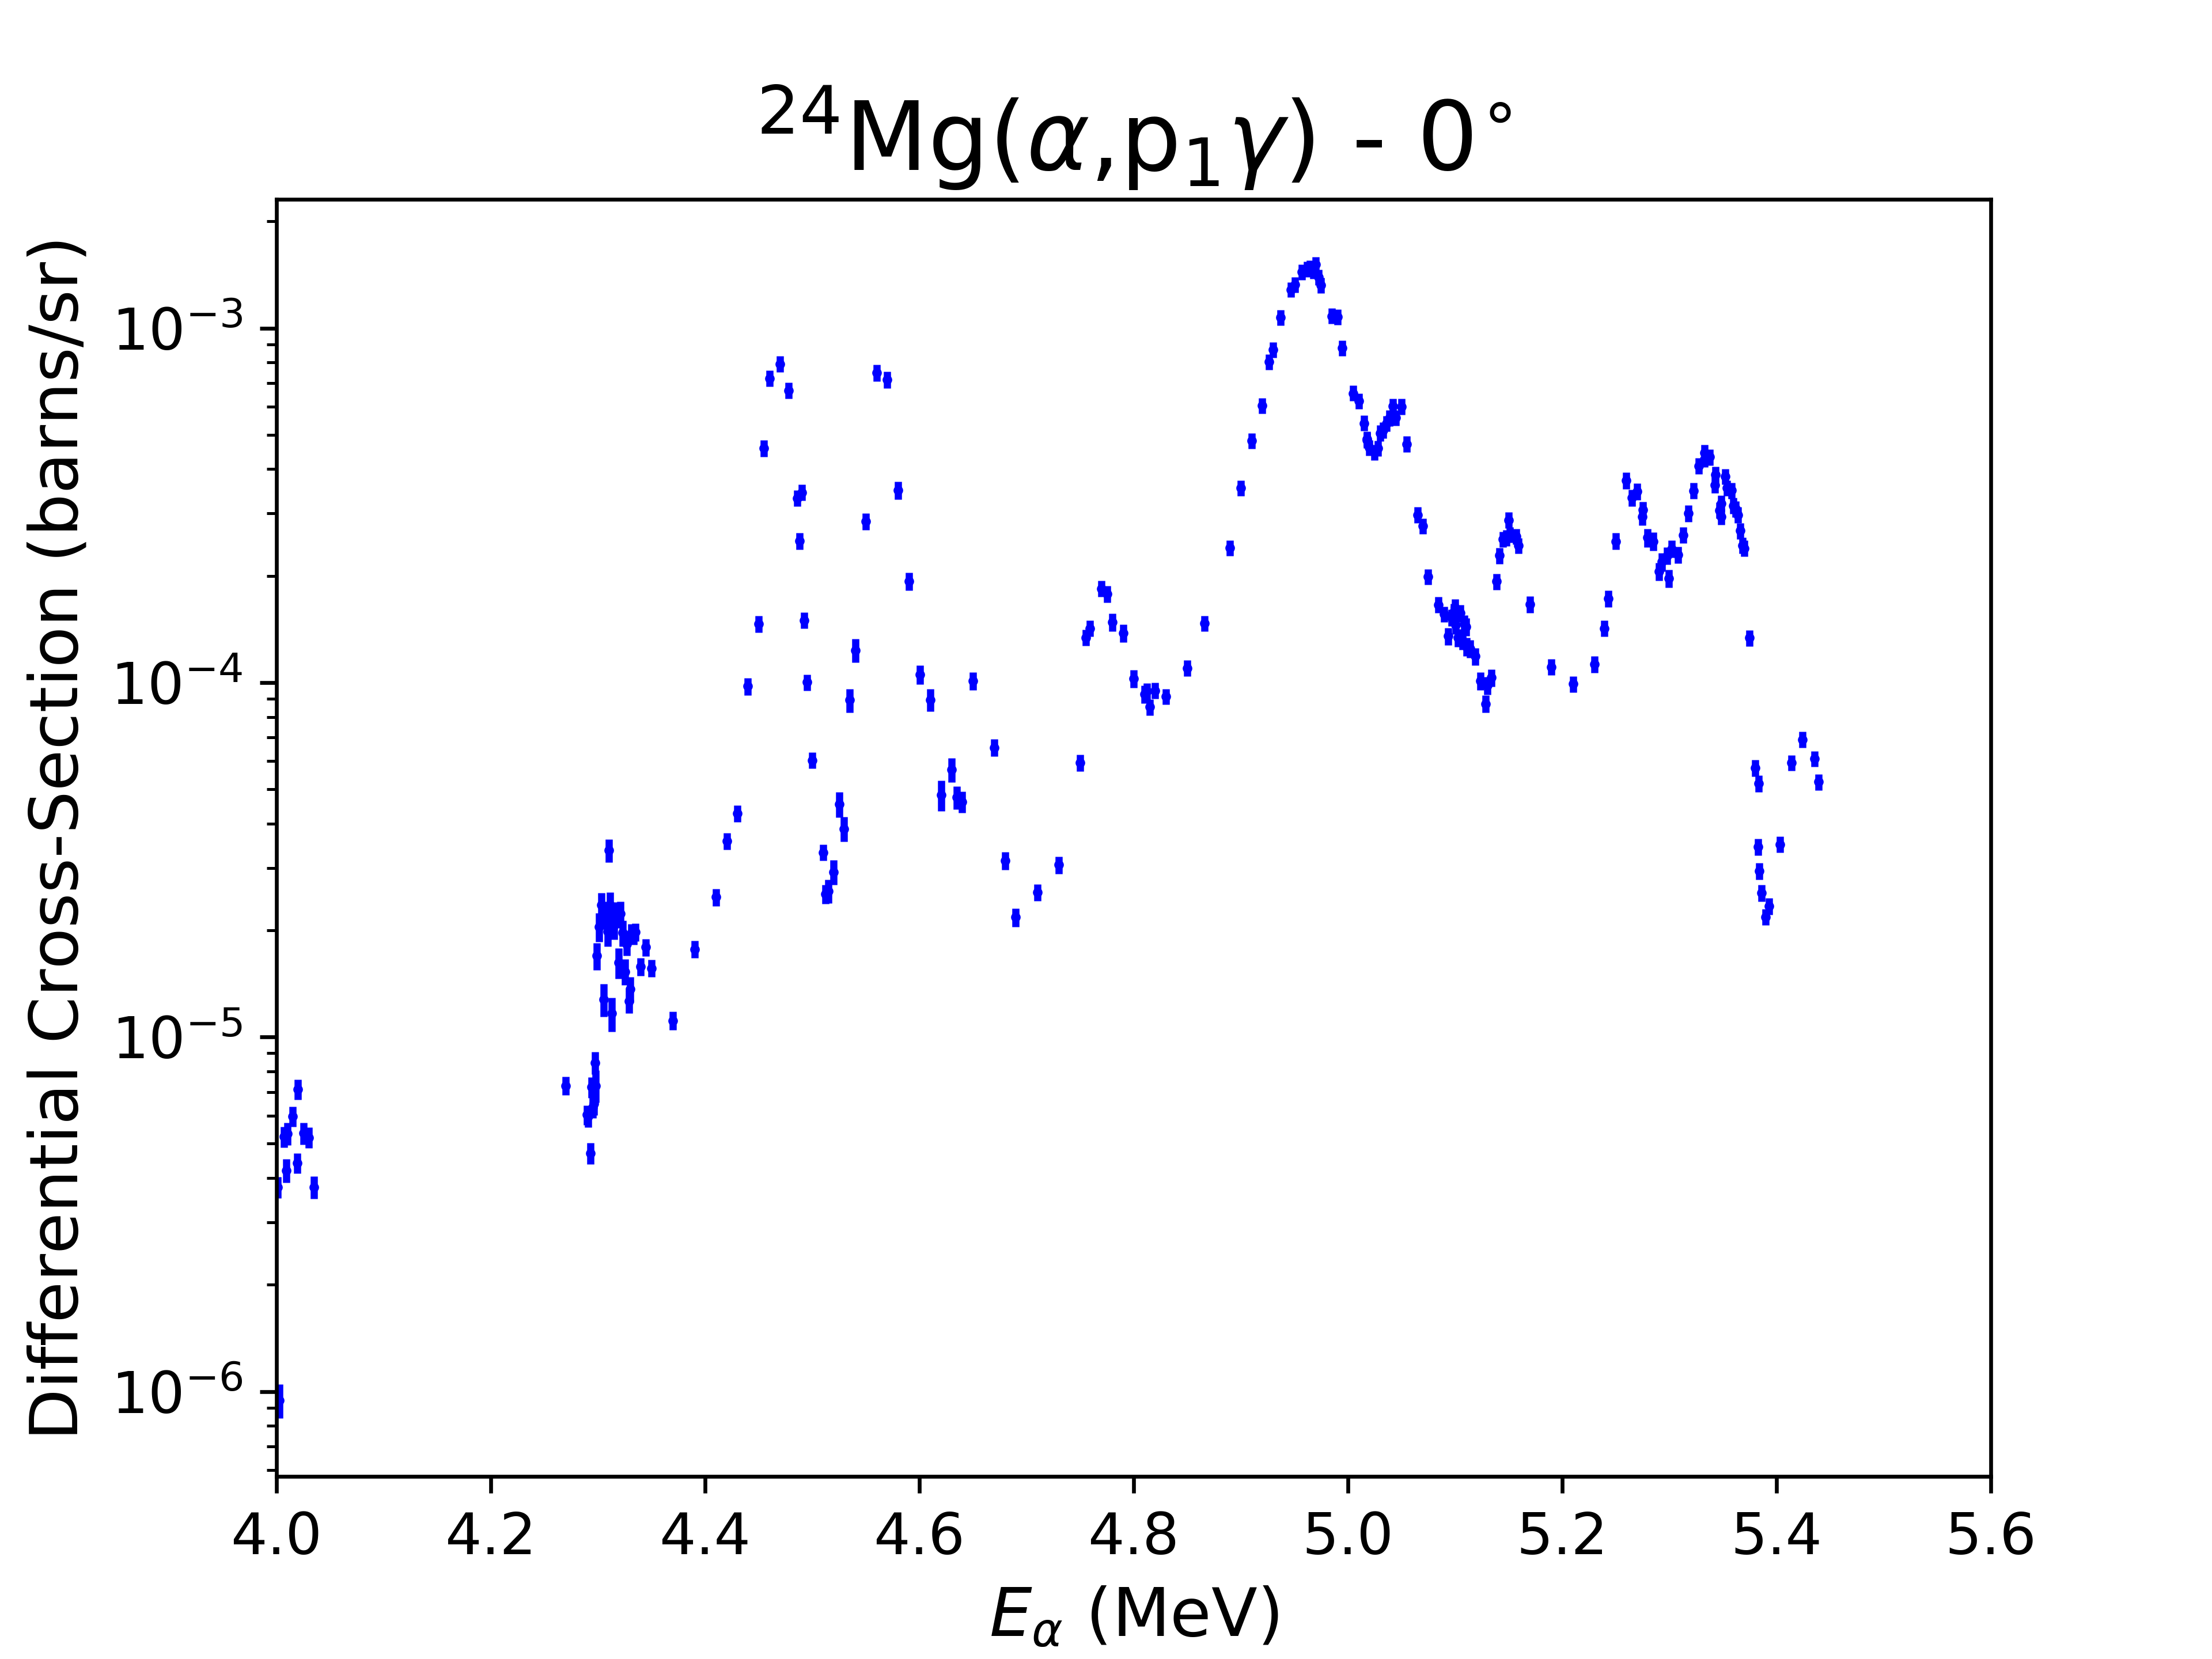 ²⁴Mg(α,p₁γ) - 0°
Differential Cross-Section (barns/sr)
10⁻³
10⁻⁴
10⁻⁵
10⁻⁶
4.0 4.2 4.4 4.6 4.8 5.0 5.2 5.4 5.6
E_α (MeV)